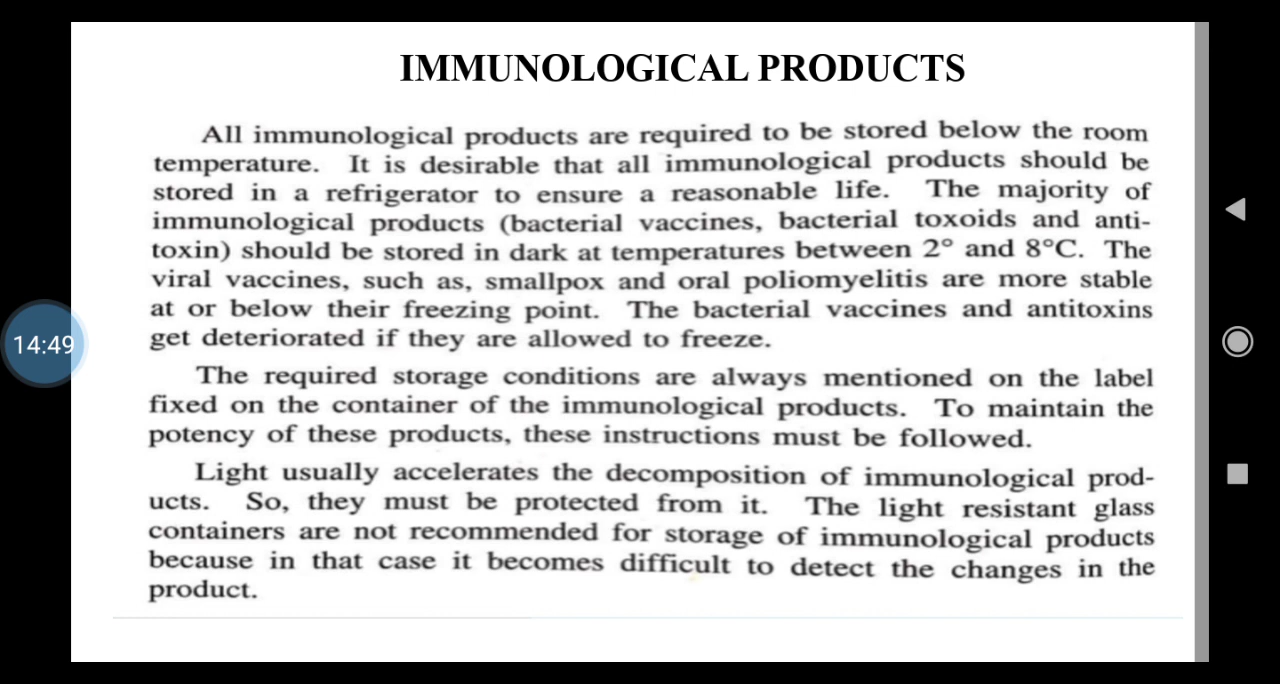 IMMUNOLOGICAL PRODUCTS
All immunological products are required to be stored below the room
temperature. It is desirable that all immunological products should be
stored in a refrigerator to ensure a reasonable life. The majority of
immunological products (bacterial vaccines, bacterial toxoids and anti-
toxin) should be stored in dark at temperatures between 2° and 8°C. The
viral vaccines, such as, smallpox and oral poliomyelitis are more stable
at or below their freezing point. The bacterial vaccines and antitoxins
get deteriorated if they are allowed to freeze.
The required storage conditions are always mentioned on the label
fixed on the container of the immunological products. To maintain the
potency of these products, these instructions must be followed.
Light usually accelerates the decomposition of immunological prod-
ucts. So, they must be protected from it. The light resistant glass
containers are not recommended for storage of immunological products
because in that case it becomes difficult to detect the changes in the
product.
14:49